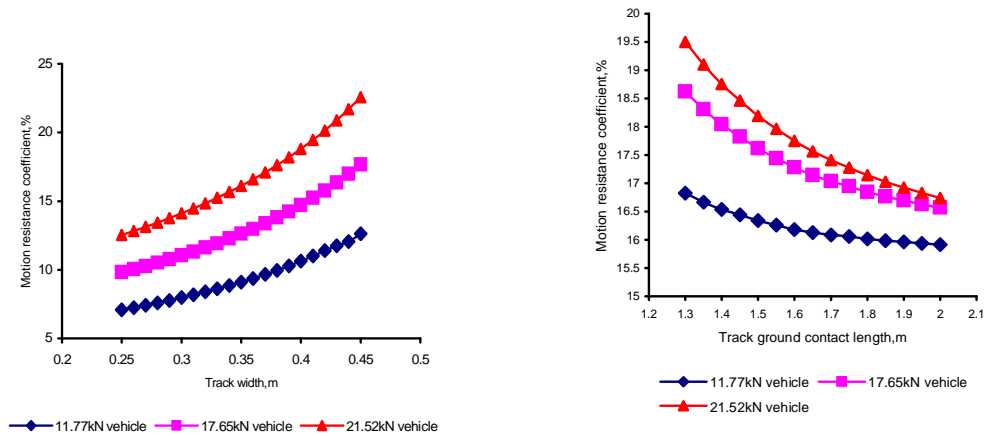 Motion resistance coefficient,%
25
20
15
10
5
0.2 0.25 0.3 0.35 0.4 0.45 0.5
Track width,m
11.77kN vehicle 17.65kN vehicle 21.52kN vehicle
Motion resistance coefficient,%
20
19.5
19
18.5
18
17.5
17
16.5
16
15.5
15
1.2 1.3 1.4 1.5 1.6 1.7 1.8 1.9 2 2.1
Track ground contact length,m
11.77kN vehicle 17.65kN vehicle
21.52kN vehicle